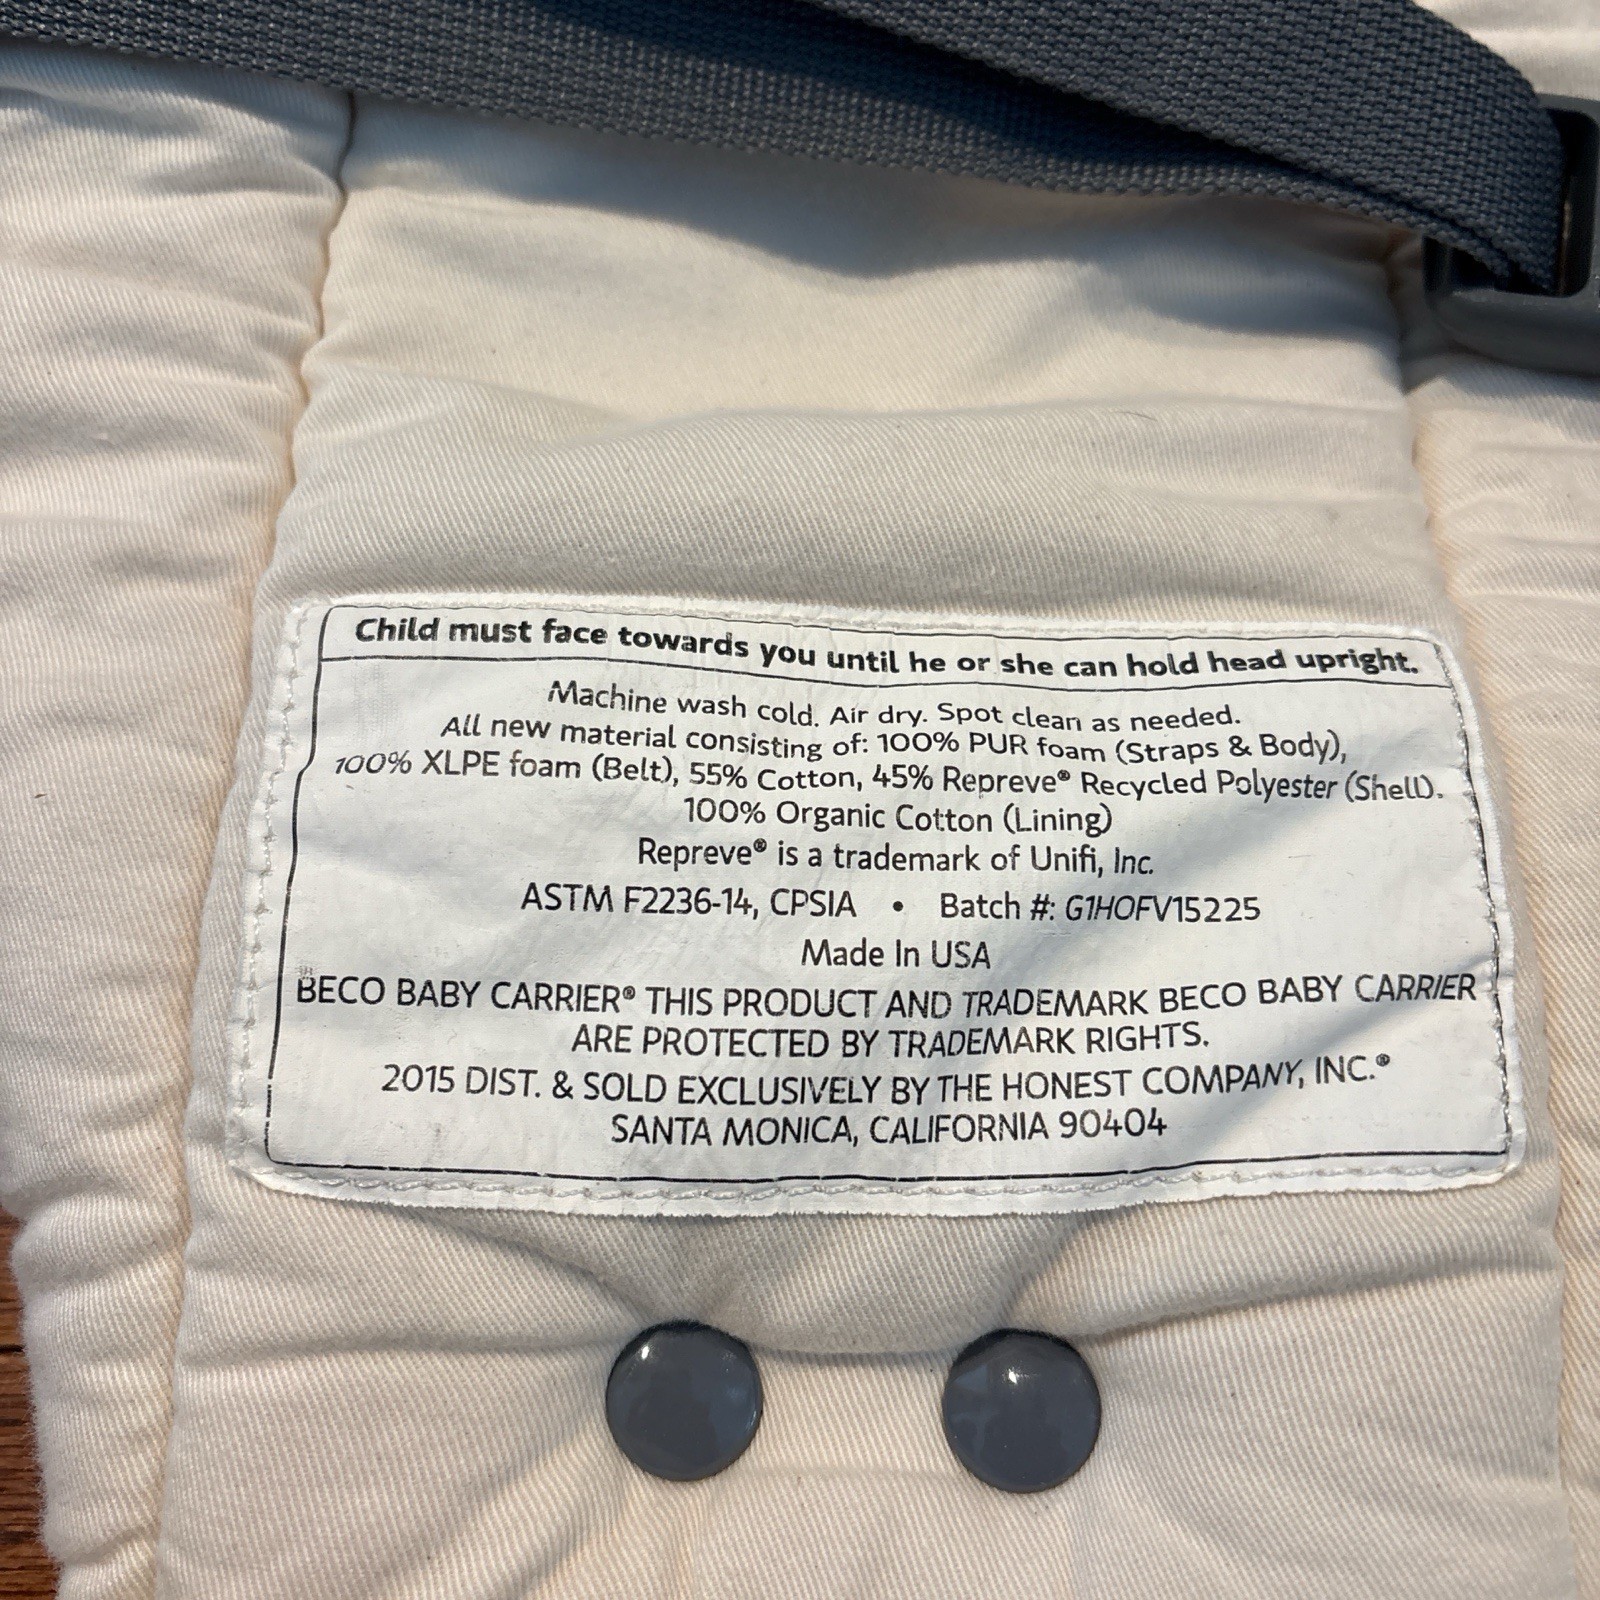 Child must face towards you until he or she can hold head upright.
Machine wash cold. Air dry. Spot clean as needed.
All new material consisting of: 100% PUR foam (Straps & Body),
100% XLPE foam (Belt), 55% Cotton, 45% Repreve® Recycled Polyester (Shell).
100% Organic Cotton (Lining)
Repreve® is a trademark of Unifi, Inc.
ASTM F2236-14, CPSIA • Batch #: G1HOFV15225
Made In USA
BECO BABY CARRIER® THIS PRODUCT AND TRADEMARK BECO BABY CARRIER
ARE PROTECTED BY TRADEMARK RIGHTS.
2015 DIST. & SOLD EXCLUSIVELY BY THE HONEST COMPANY, INC.®
SANTA MONICA, CALIFORNIA 90404